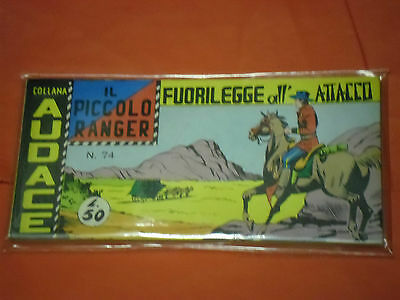 COLLANA
AUDACE
IL
PICCOLO
RANGER
N. 74
FUORILEGGE all'ATTACCO
L.
50